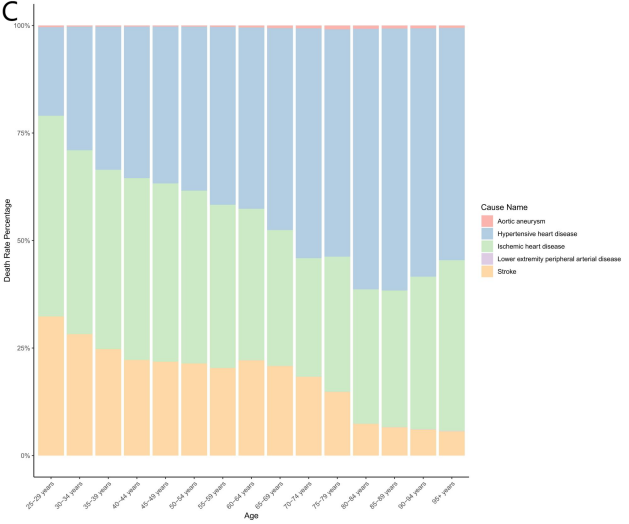 C
100%
75%
50%
25%
0%
Death Rate Percentage
25−29 years
30−34 years
35−39 years
40−44 years
45−49 years
50−54 years
55−59 years
60−64 years
65−69 years
70−74 years
75−79 years
80−84 years
85−89 years
90−94 years
95+ years
Age
Cause Name
Aortic aneurysm
Hypertensive heart disease
Ischemic heart disease
Lower extremity peripheral arterial disease
Stroke